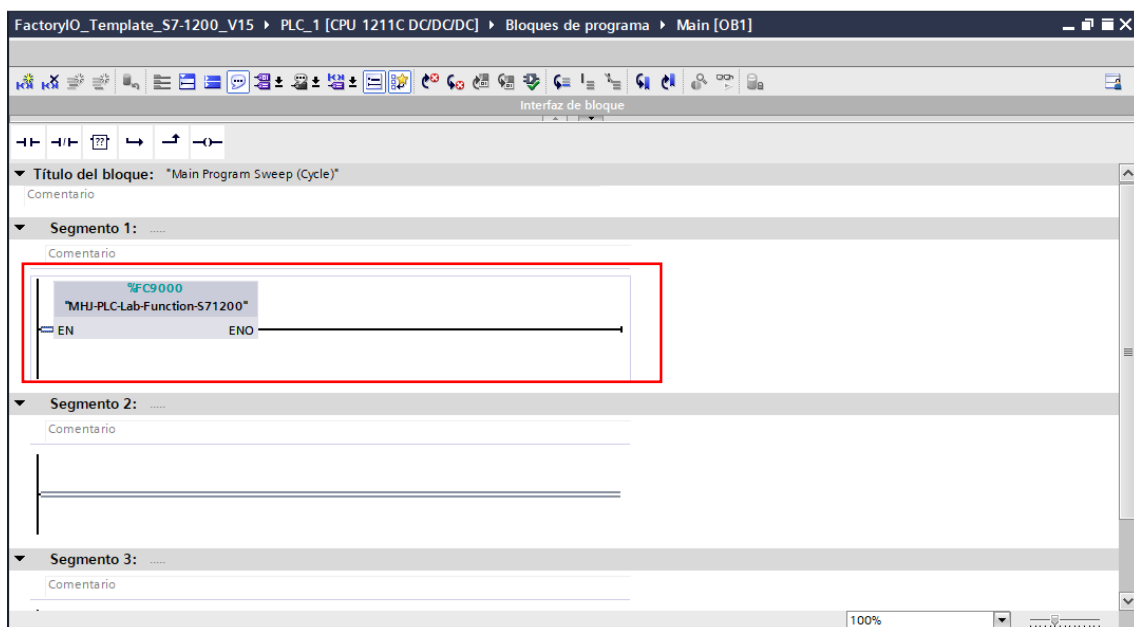 FactoryIO_Template_S7-1200_V15 ▸ PLC_1 [CPU 1211C DC/DC/DC] ▸ Bloques de programa ▸ Main [OB1]
Interfaz de bloque
??
Título del bloque: "Main Program Sweep (Cycle)"
Comentario
Segmento 1: .....
Comentario
%FC9000
"MHJ-PLC-Lab-Function-S71200"
EN ENO
Segmento 2: .....
Comentario
Segmento 3: .....
Comentario
100%